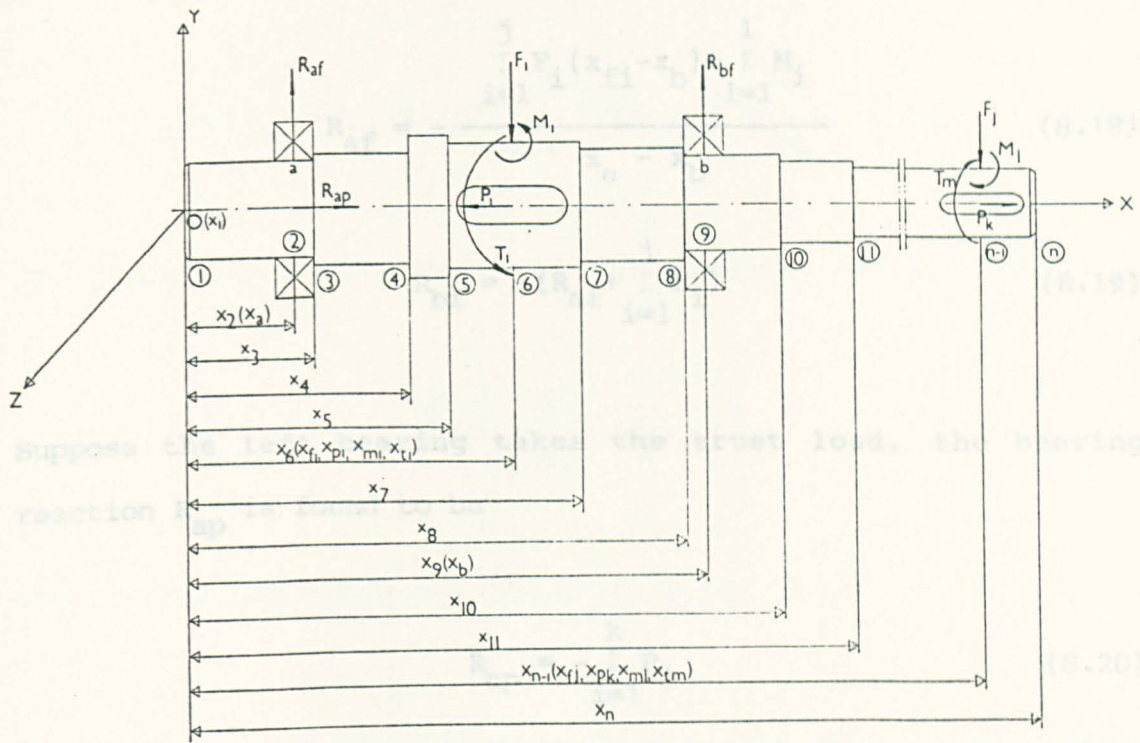 Y
R_af
F_1
R_bf
M_1
F_j
M_l
T_m
a
b
R_ap
P_1
P_k
X
O(x_1)
T_1
① ② ③ ④ ⑤ ⑥ ⑦ ⑧ ⑨ ⑩ ⑪ n-1 n
Z
x_2(x_a)
x_3
x_4
x_5
x_6(x_f1, x_p1, x_m1, x_t1)
x_7
x_8
x_9(x_b)
x_10
x_11
x_n-1(x_fj, x_pk, x_ml, x_tm)
x_n
(8.18)
(8.19)
Suppose the left bearing takes the trust load, the bearing
reaction R_ap is found to be
(8.20)